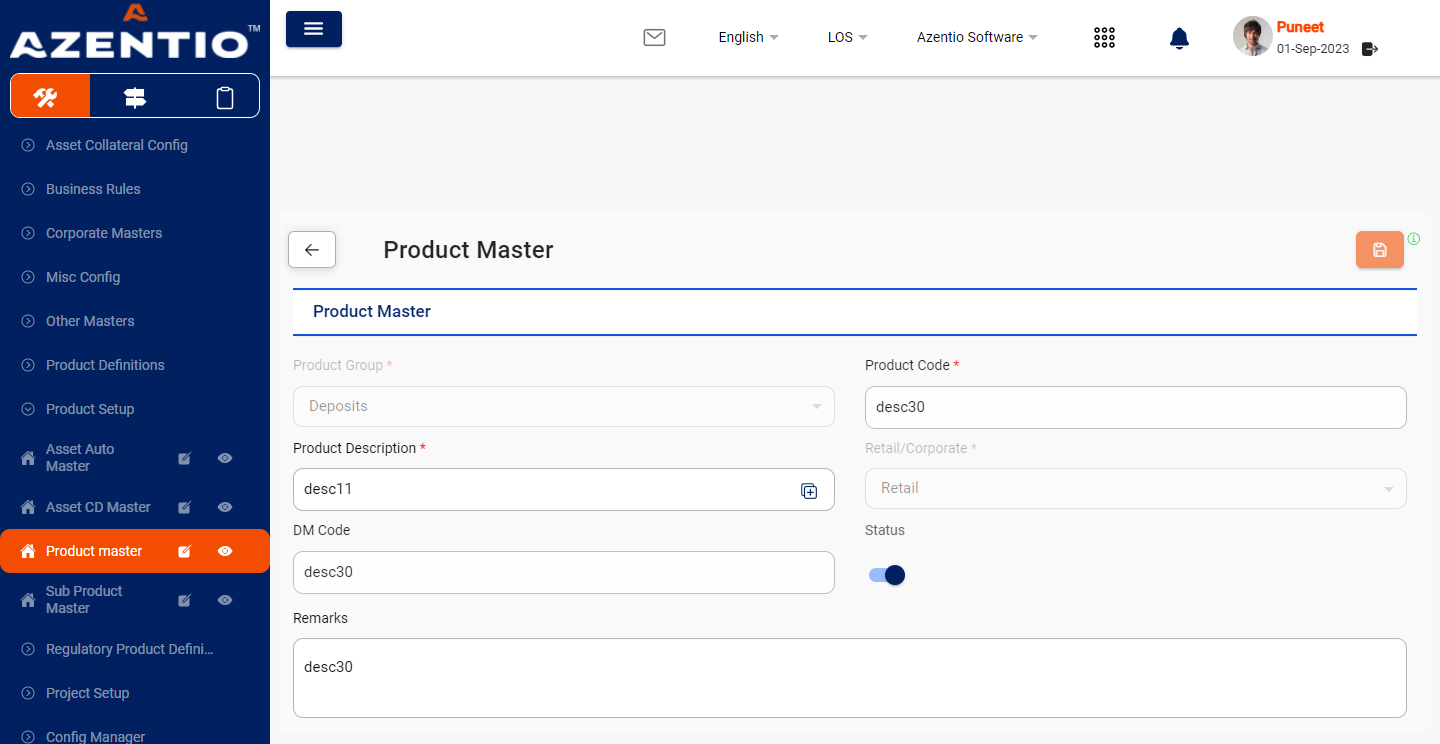 AZENTIO™
English
LOS
Azentio Software
Puneet
01-Sep-2023
Asset Collateral Config
Business Rules
Corporate Masters
Misc Config
Other Masters
Product Definitions
Product Setup
Asset Auto
Master
Asset CD Master
Product master
Sub Product
Master
Regulatory Product Defini...
Project Setup
Config Manager
Product Master
Product Master
Product Group *
Deposits
Product Code *
desc30
Product Description *
desc11
Retail/Corporate *
Retail
DM Code
desc30
Status
Remarks
desc30